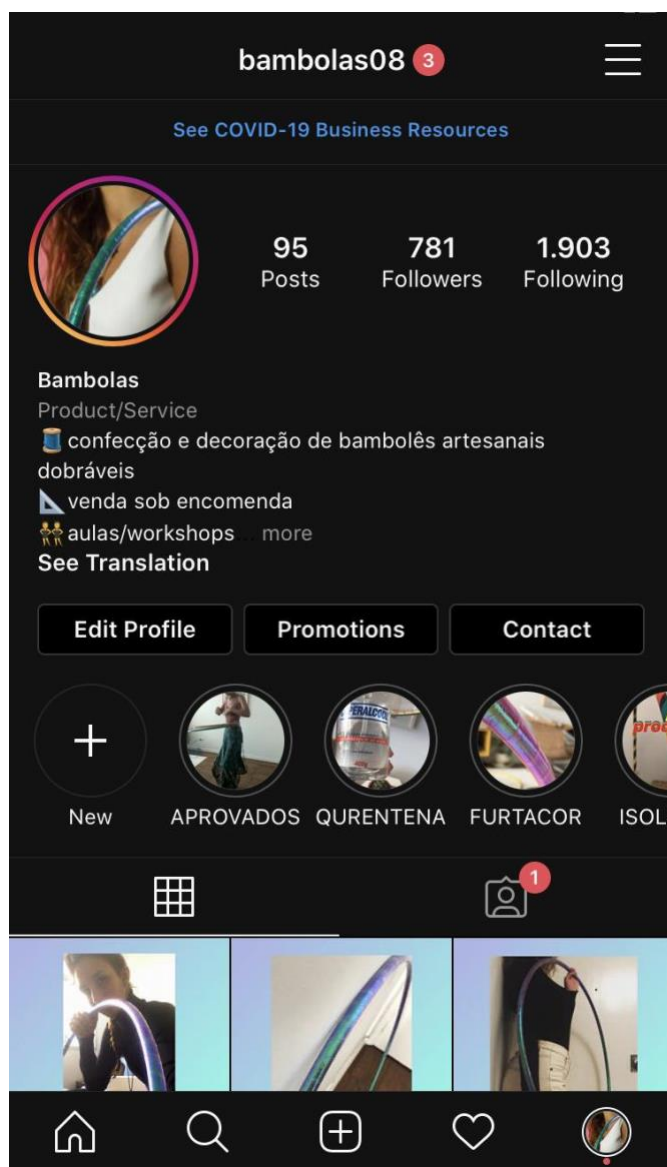 bambolas08 3
See COVID-19 Business Resources
95 781 1.903
Posts Followers Following
Bambolas
Product/Service
confecção e decoração de bambolês artesanais
dobráveis
venda sob encomenda
aulas/workshops ... more
See Translation
Edit Profile Promotions Contact
PERALCOOL
New APROVADOS QURENTENA FURTACOR ISOL
1